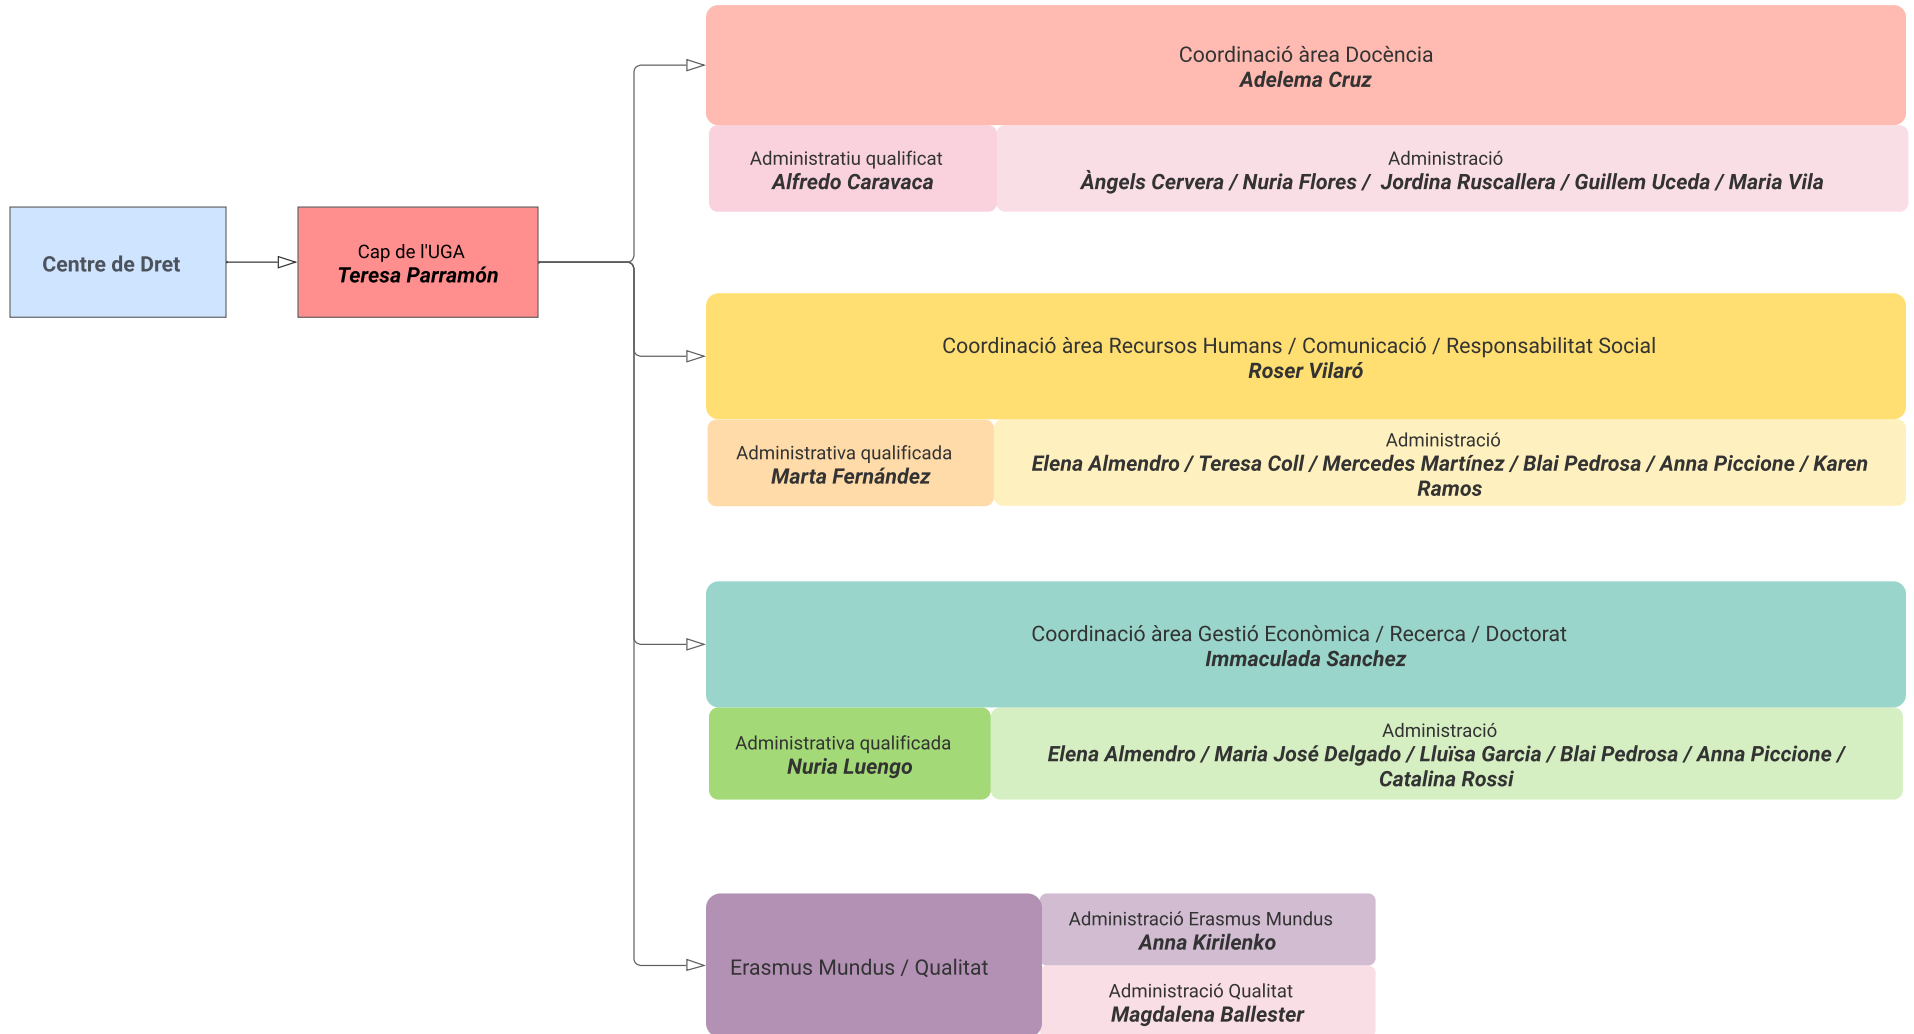 Centre de Dret
Cap de l'UGA
Teresa Parramón
Coordinació àrea Docència
Adelema Cruz
Administratiu qualificat
Alfredo Caravaca
Administració
Àngels Cervera / Nuria Flores / Jordina Ruscallera / Guillem Uceda / Maria Vila
Coordinació àrea Recursos Humans / Comunicació / Responsabilitat Social
Roser Vilaró
Administrativa qualificada
Marta Fernández
Administració
Elena Almendro / Teresa Coll / Mercedes Martínez / Blai Pedrosa / Anna Piccione / Karen
Ramos
Coordinació àrea Gestió Econòmica / Recerca / Doctorat
Immaculada Sanchez
Administrativa qualificada
Nuria Luengo
Administració
Elena Almendro / Maria José Delgado / Lluïsa Garcia / Blai Pedrosa / Anna Piccione /
Catalina Rossi
Erasmus Mundus / Qualitat
Administració Erasmus Mundus
Anna Kirilenko
Administració Qualitat
Magdalena Ballester